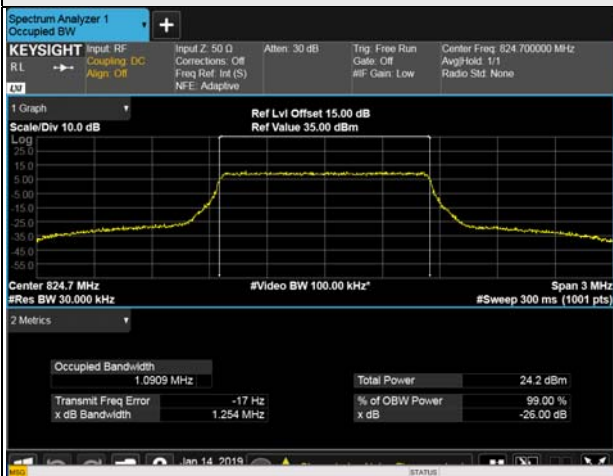 Spectrum Analyzer 1
Occupied BW
KEYSIGHT Input: RF Input Z: 50 Ω Atten: 30 dB Trig: Free Run Center Freq: 824.700000 MHz
RL Coupling: DC Corrections: Off Gate: Off Avg|Hold: 1/1
Align: Off Freq Ref: Int (S) #IF Gain: Low Radio Std: None
LXI NFE: Adaptive
1 Graph
Ref Lvl Offset 15.00 dB
Scale/Div 10.0 dB Ref Value 35.00 dBm
Log
25.0
15.0
5.00
-5.00
-15.0
-25.0
-35.0
-45.0
-55.0
Center 824.7 MHz #Video BW 100.00 kHz* Span 3 MHz
#Res BW 30.000 kHz #Sweep 300 ms (1001 pts)
2 Metrics
Occupied Bandwidth
1.0909 MHz Total Power 24.2 dBm
Transmit Freq Error -17 Hz % of OBW Power 99.00 %
x dB Bandwidth 1.254 MHz x dB -26.00 dB
Jan 14, 2019
MSG STATUS